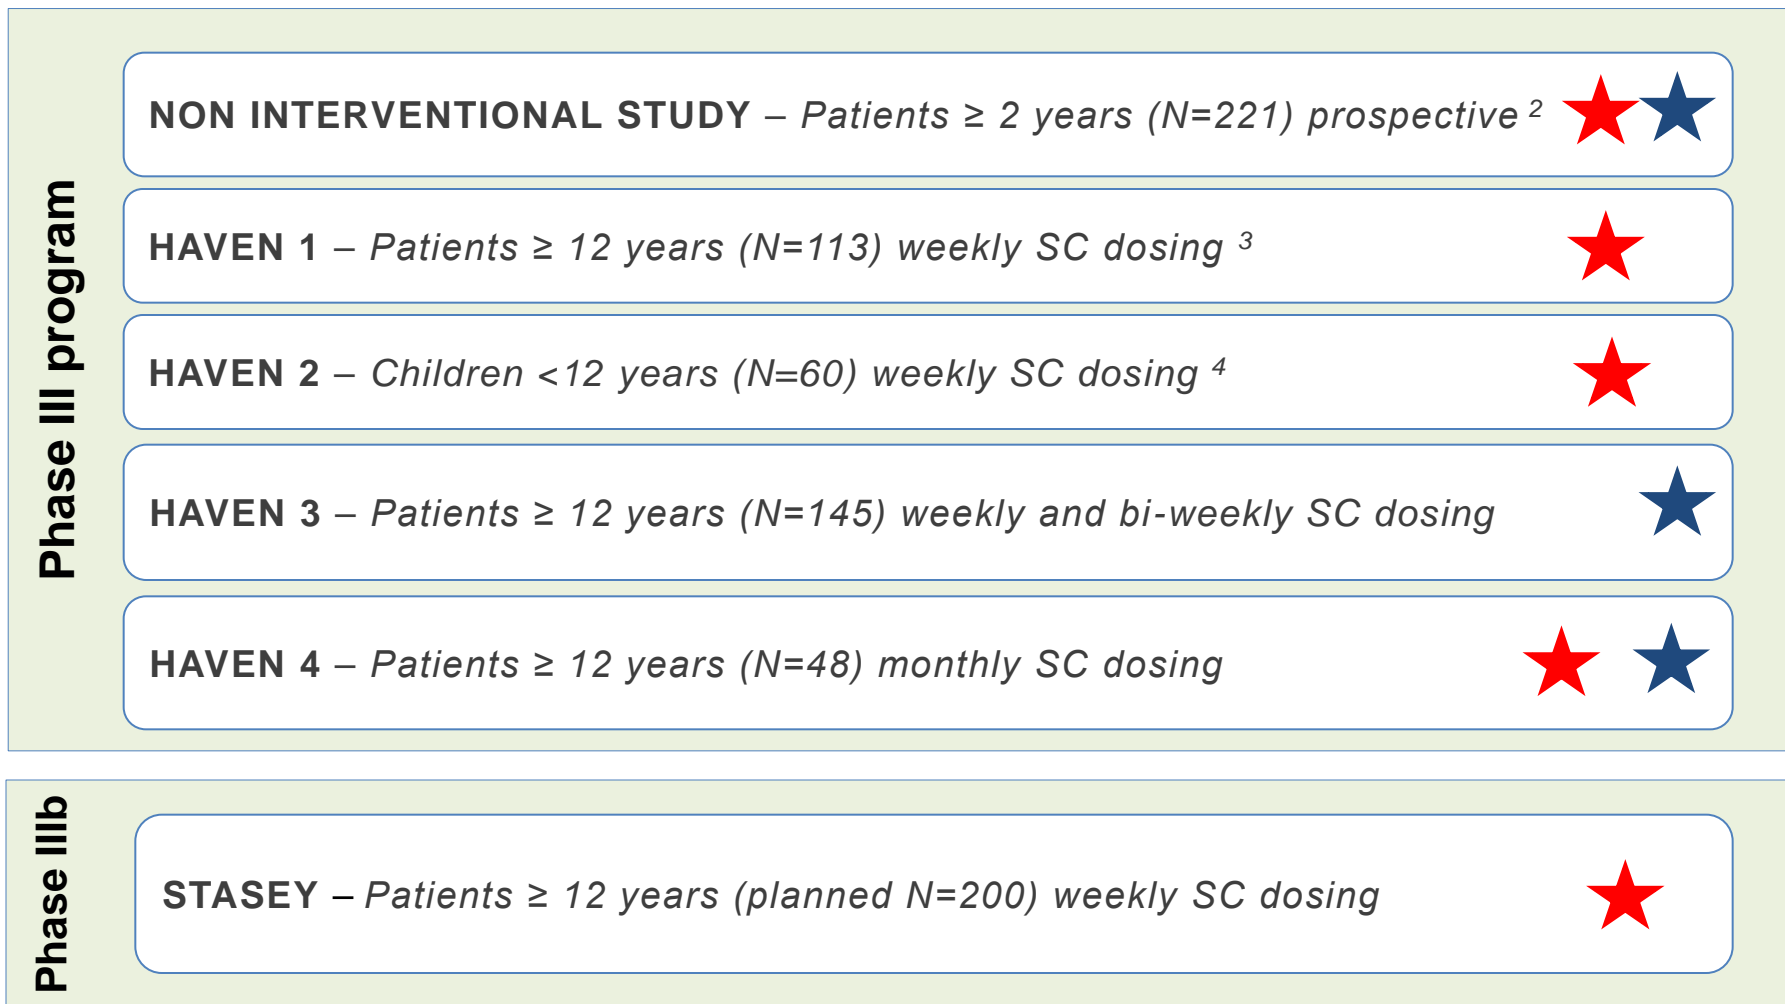 Phase III program
NON INTERVENTIONAL STUDY – Patients ≥ 2 years (N=221) prospective ²
HAVEN 1 – Patients ≥ 12 years (N=113) weekly SC dosing ³
HAVEN 2 – Children <12 years (N=60) weekly SC dosing ⁴
HAVEN 3 – Patients ≥ 12 years (N=145) weekly and bi-weekly SC dosing
HAVEN 4 – Patients ≥ 12 years (N=48) monthly SC dosing
Phase IIIb
STASEY – Patients ≥ 12 years (planned N=200) weekly SC dosing